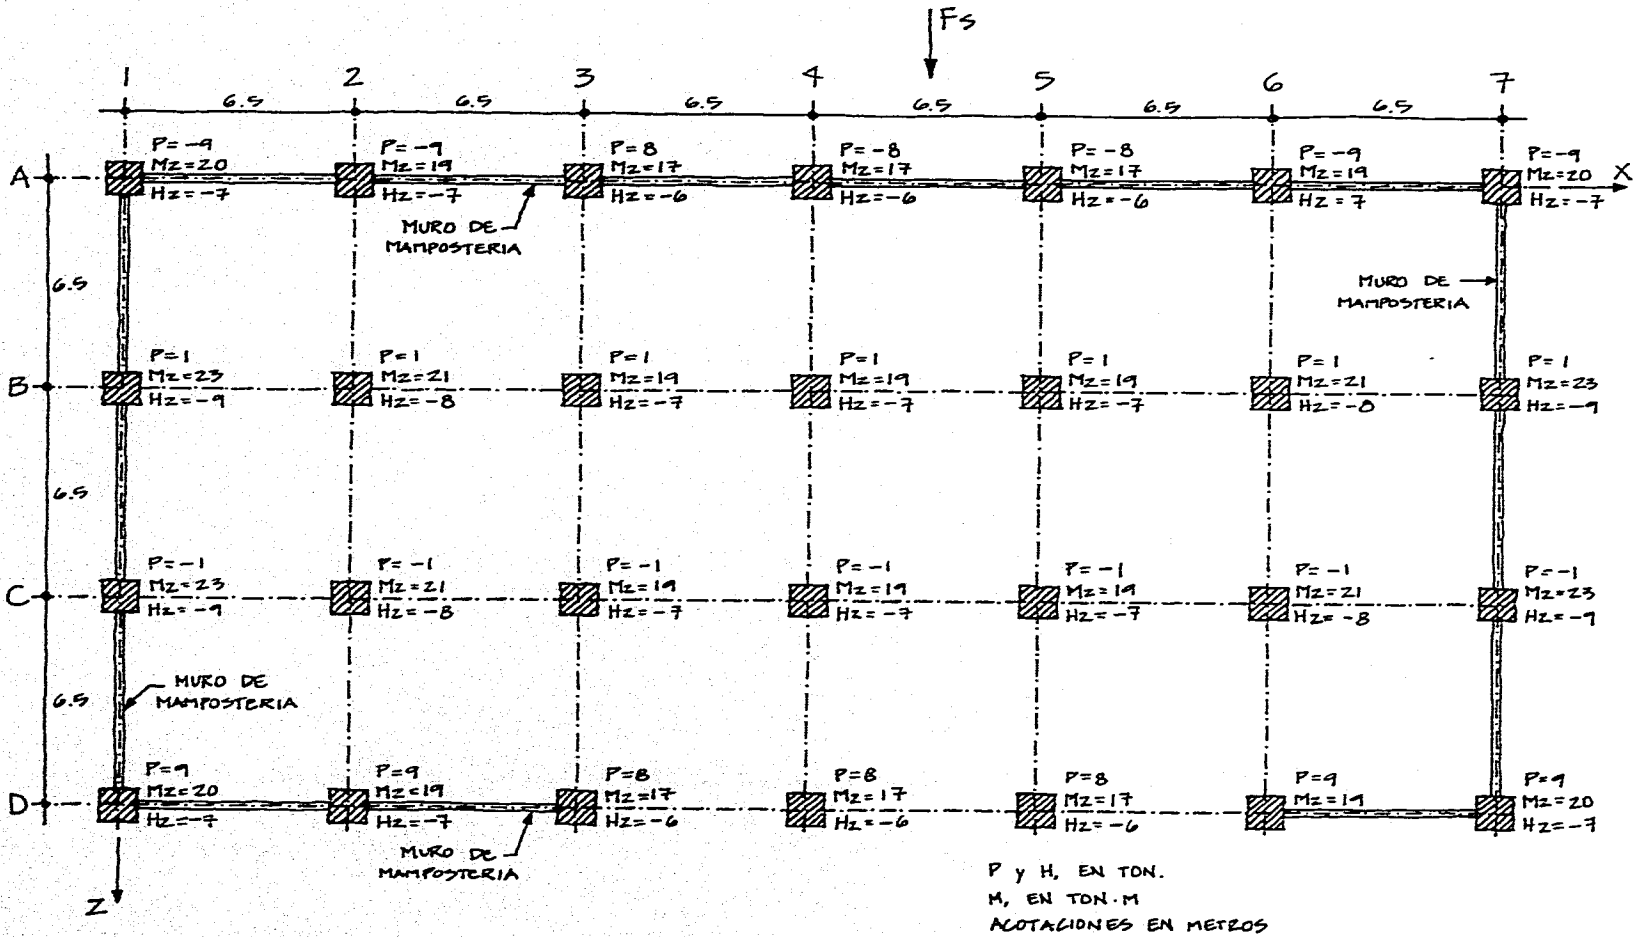 Fs
1 2 3 4 5 6 7
6.5 6.5 6.5 6.5 6.5 6.5
A
P=-9
Mz=20
Hz=-7
P=-9
Mz=19
Hz=-7
P=8
Mz=17
Hz=-6
P=-8
Mz=17
Hz=-6
P=-8
Mz=17
Hz=-6
P=-9
Mz=19
Hz=7
P=-9
Mz=20
Hz=-7
X
MURO DE
MAMPOSTERIA
6.5
MURO DE
MAMPOSTERIA
B
P=1
Mz=23
Hz=-9
P=1
Mz=21
Hz=-8
P=1
Mz=19
Hz=-7
P=1
Mz=19
Hz=-7
P=1
Mz=19
Hz=-7
P=1
Mz=21
Hz=-8
P=1
Mz=23
Hz=-9
6.5
C
P=-1
Mz=23
Hz=-9
P=-1
Mz=21
Hz=-8
P=-1
Mz=19
Hz=-7
P=-1
Mz=19
Hz=-7
P=-1
Mz=19
Hz=-7
P=-1
Mz=21
Hz=-8
P=-1
Mz=23
Hz=-9
6.5
MURO DE
MAMPOSTERIA
D
P=9
Mz=20
Hz=-7
P=9
Mz=19
Hz=-7
P=8
Mz=17
Hz=-6
P=8
Mz=17
Hz=-6
P=8
Mz=17
Hz=-6
P=9
Mz=19
P=9
Mz=20
Hz=-7
MURO DE
MAMPOSTERIA
Z
P y H, EN TON.
M, EN TON·M
ACOTACIONES EN METROS